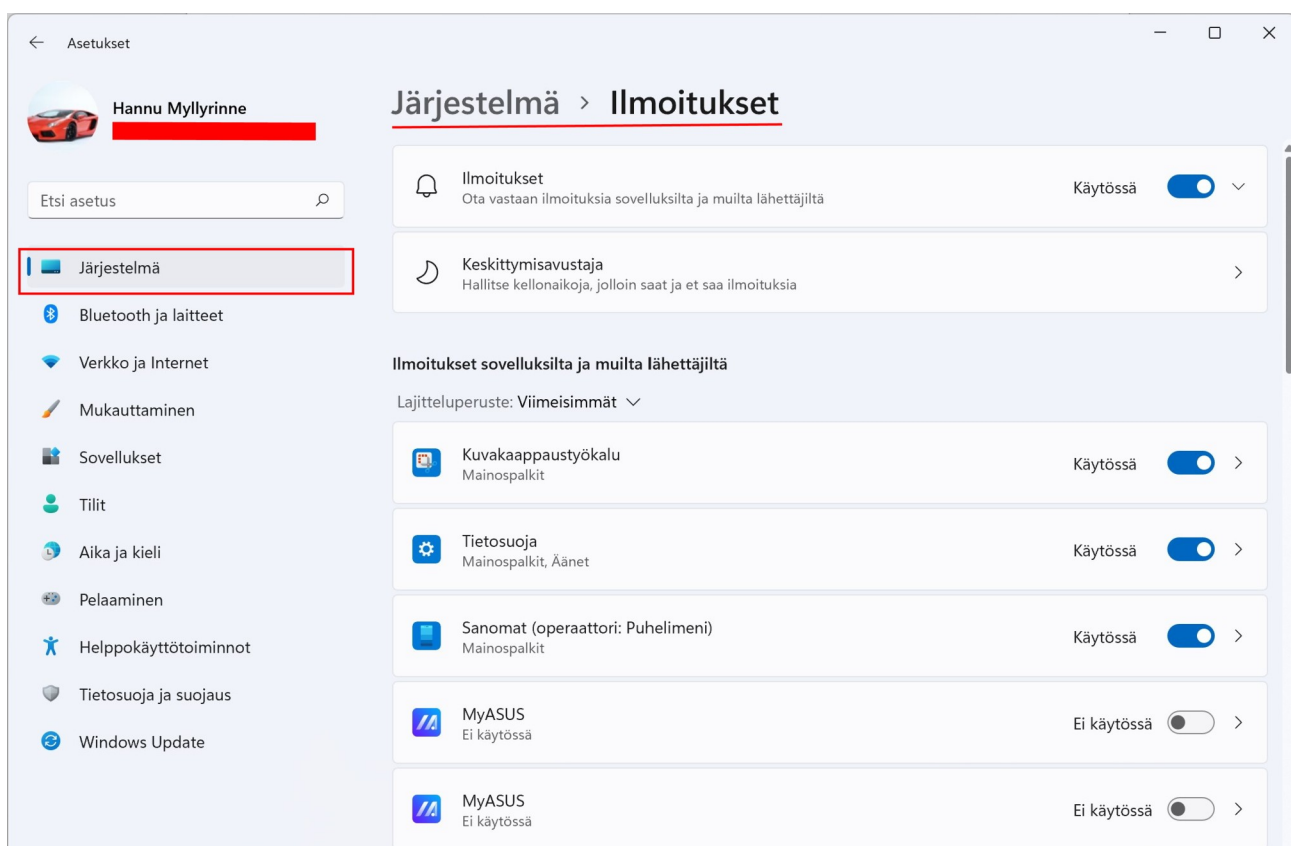 Asetukset
Hannu Myllyrinne
Etsi asetus
Järjestelmä
Bluetooth ja laitteet
Verkko ja Internet
Mukauttaminen
Sovellukset
Tilit
Aika ja kieli
Pelaaminen
Helppokäyttötoiminnot
Tietosuoja ja suojaus
Windows Update
Järjestelmä > Ilmoitukset
Ilmoitukset
Ota vastaan ilmoituksia sovelluksilta ja muilta lähettäjiltä
Käytössä
Keskittymisavustaja
Hallitse kellonaikoja, jolloin saat ja et saa ilmoituksia
Ilmoitukset sovelluksilta ja muilta lähettäjiltä
Lajitteluperuste: Viimeisimmät
Kuvakaappaustyökalu
Mainospalkit
Käytössä
Tietosuoja
Mainospalkit, Äänet
Käytössä
Sanomat (operaattori: Puhelimeni)
Mainospalkit
Käytössä
MyASUS
Ei käytössä
Ei käytössä
MyASUS
Ei käytössä
Ei käytössä